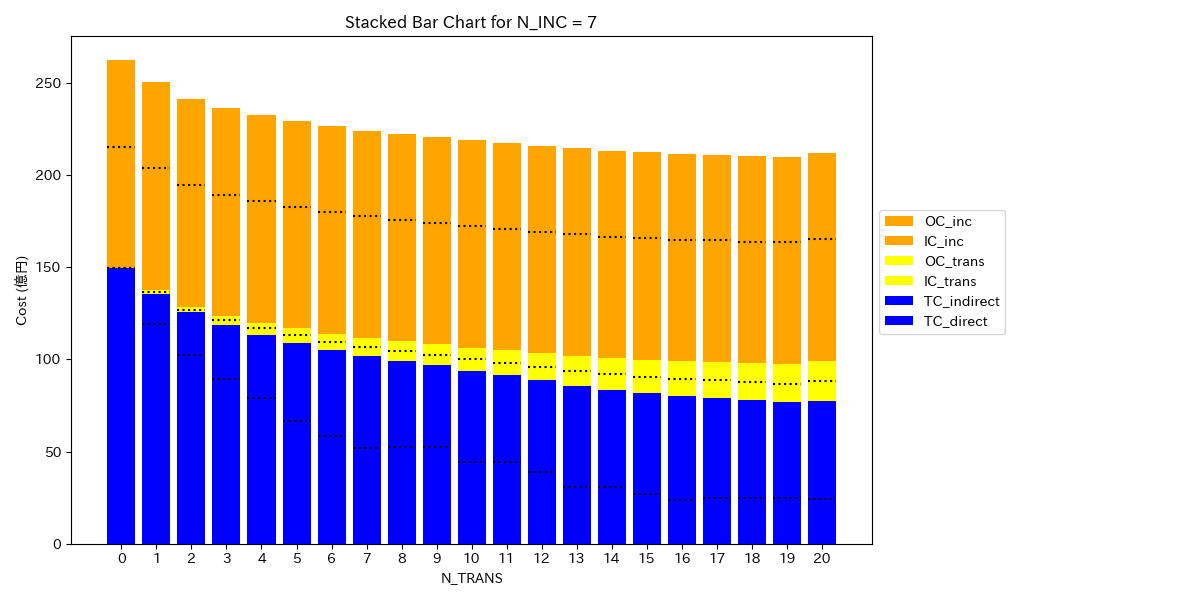 Stacked Bar Chart for N_INC = 7
Cost (億円)
250
200
150
100
50
0
0 1 2 3 4 5 6 7 8 9 10 11 12 13 14 15 16 17 18 19 20
N_TRANS
OC_inc
IC_inc
OC_trans
IC_trans
TC_indirect
TC_direct